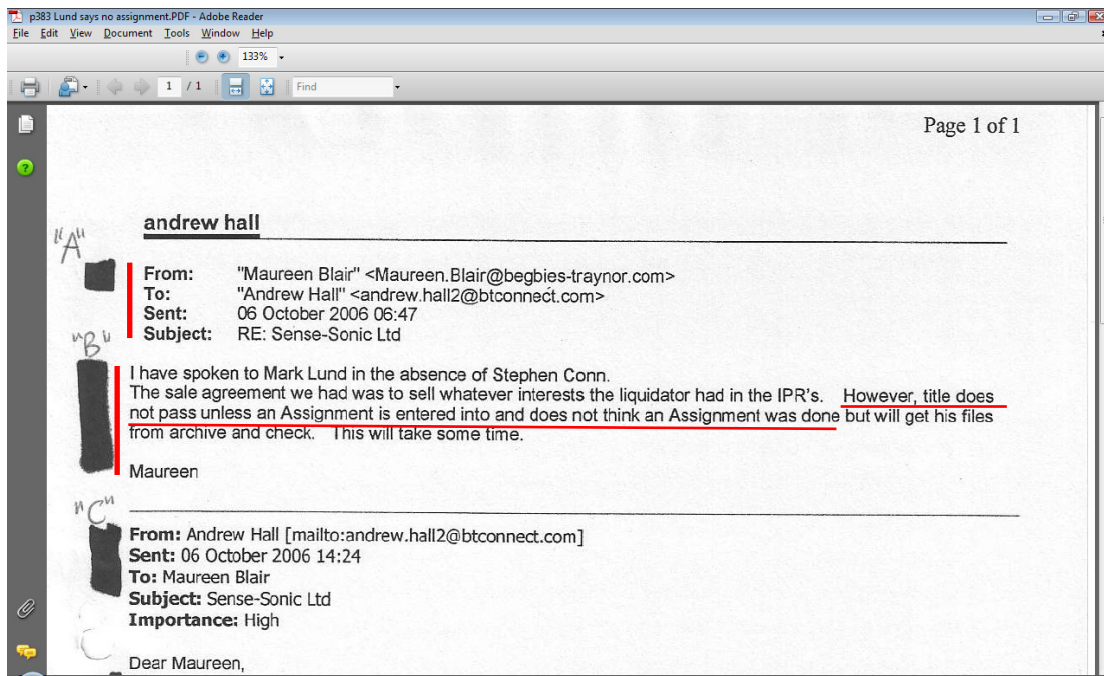 p383 Lund says no assignment.PDF - Adobe Reader
File Edit View Document Tools Window Help
133%
1 / 1 Find
Page 1 of 1
andrew hall
"A"
From: "Maureen Blair" <Maureen.Blair@begbies-traynor.com>
To: "Andrew Hall" <andrew.hall2@btconnect.com>
Sent: 06 October 2006 06:47
Subject: RE: Sense-Sonic Ltd
"B"
I have spoken to Mark Lund in the absence of Stephen Conn.
The sale agreement we had was to sell whatever interests the liquidator had in the IPR's. However, title does
not pass unless an Assignment is entered into and does not think an Assignment was done but will get his files
from archive and check. This will take some time.
Maureen
"C"
From: Andrew Hall [mailto:andrew.hall2@btconnect.com]
Sent: 06 October 2006 14:24
To: Maureen Blair
Subject: Sense-Sonic Ltd
Importance: High
C
Dear Maureen,